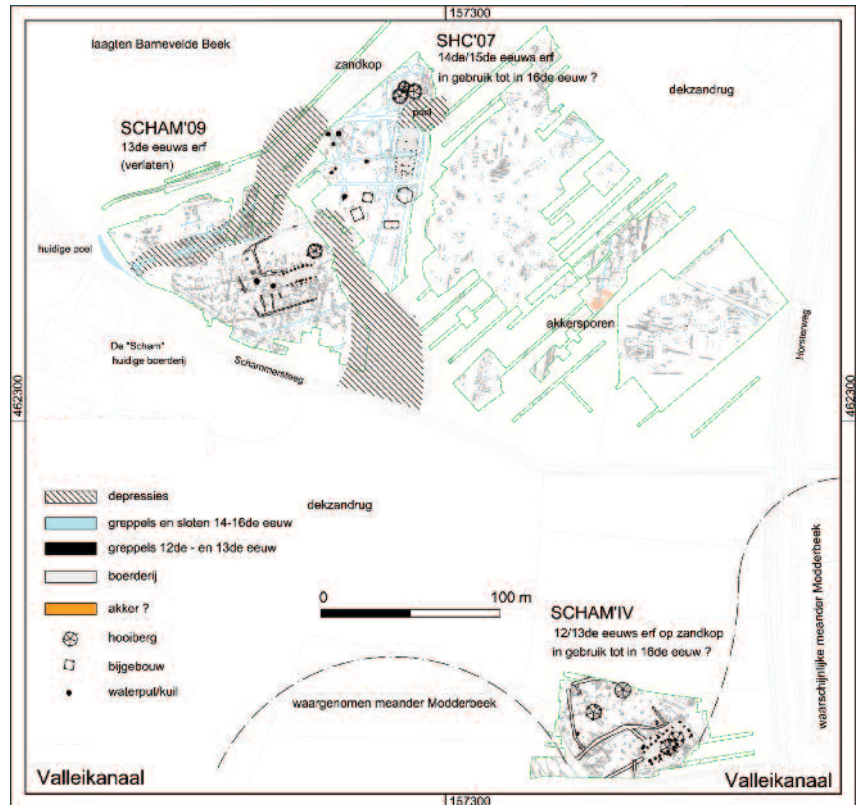 157300
laagten Barnevelde Beek
zandkop
SHC'07
14de/15de eeuws erf
in gebruik tot in 16de eeuw ?
dekzandrug
poel
SCHAM'09
13de eeuws erf
(verlaten)
huidige poel
akkersporen
De "Scham"
huidige boerderij
Schammersteeg
Horsterweg
462300
462300
depressies
greppels en sloten 14-16de eeuw
greppels 12de - en 13de eeuw
boerderij
akker ?
hooiberg
bijgebouw
waterput/kuil
dekzandrug
0 100 m
SCHAM'IV
12/13de eeuws erf op zandkop
in gebruik tot in 16de eeuw ?
waargenomen meander Modderbeek
waarschijnlijke meander Modderbeek
Valleikanaal
Valleikanaal
157300